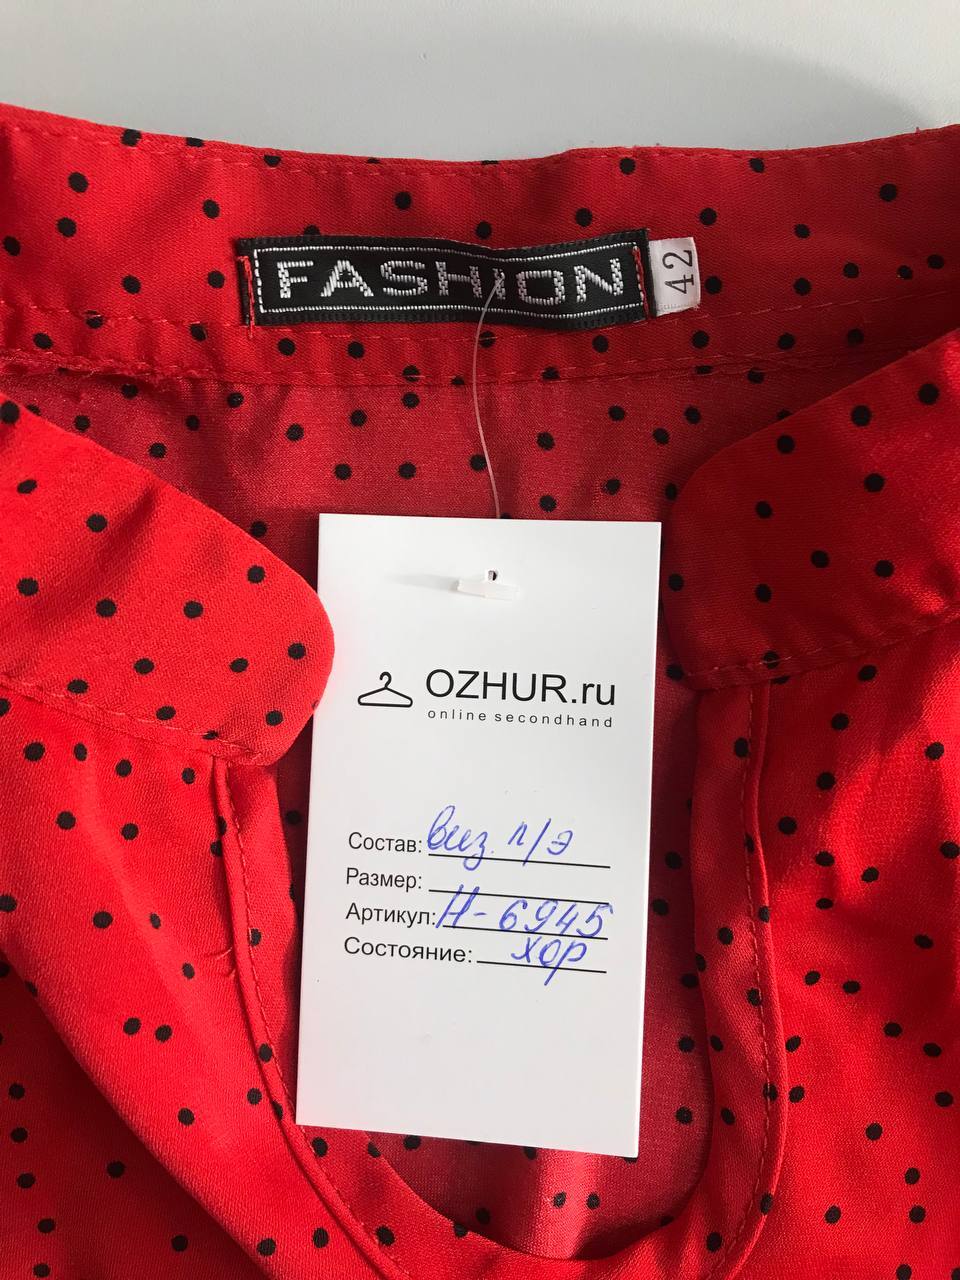 FASHION
42
OZHUR.ru
online secondhand
Состав: виз. п/э
Размер:
Артикул: Н-6945
Состояние: хор